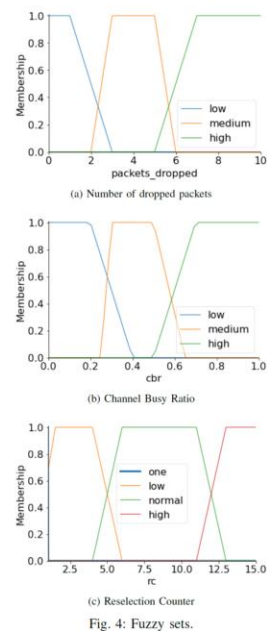 1.0
0.8
0.6
0.4
0.2
0.0
Membership
low
medium
high
0 2 4 6 8 10
packets_dropped
(a) Number of dropped packets
1.0
0.8
0.6
0.4
0.2
0.0
Membership
low
medium
high
0.0 0.2 0.4 0.6 0.8 1.0
cbr
(b) Channel Busy Ratio
1.0
0.8
0.6
0.4
0.2
0.0
Membership
one
low
normal
high
2.5 5.0 7.5 10.0 12.5 15.0
rc
(c) Reselection Counter
Fig. 4: Fuzzy sets.